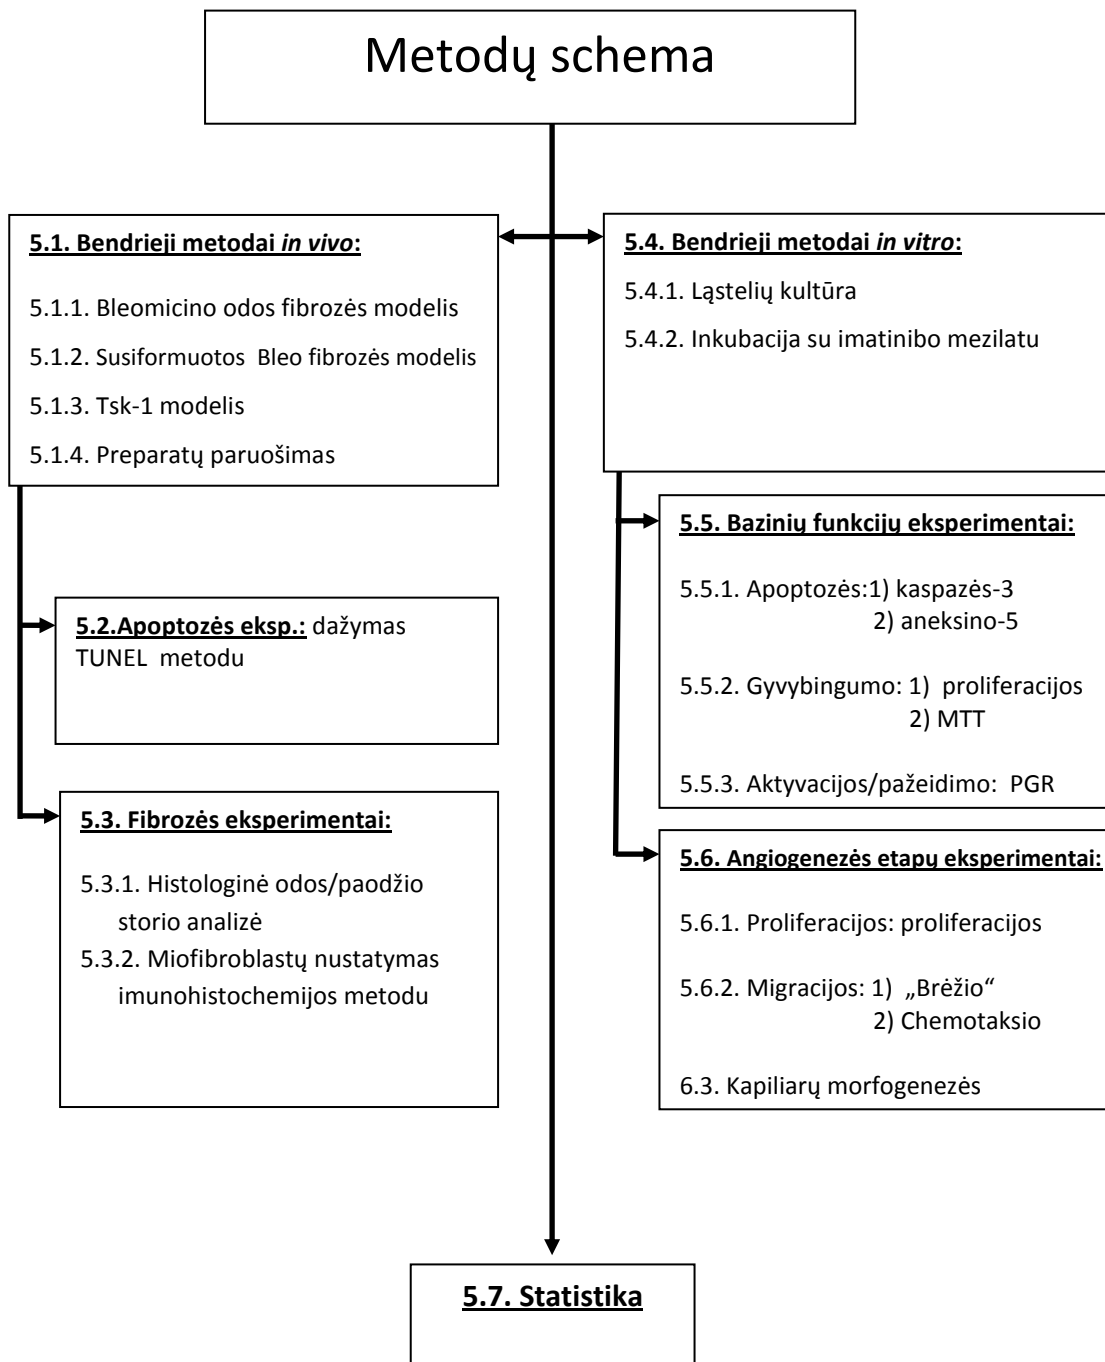 Metodų schema
5.1. Bendrieji metodai in vivo:
5.1.1. Bleomicino odos fibrozės modelis
5.1.2. Susiformuotos Bleo fibrozės modelis
5.1.3. Tsk-1 modelis
5.1.4. Preparatų paruošimas
5.2.Apoptozės eksp.: dažymas
TUNEL metodu
5.3. Fibrozės eksperimentai:
5.3.1. Histologinė odos/paodžio
storio analizė
5.3.2. Miofibroblastų nustatymas
imunohistochemijos metodu
5.4. Bendrieji metodai in vitro:
5.4.1. Ląstelių kultūra
5.4.2. Inkubacija su imatinibo mezilatu
5.5. Bazinių funkcijų eksperimentai:
5.5.1. Apoptozės:1) kaspazės-3
2) aneksino-5
5.5.2. Gyvybingumo: 1) proliferacijos
2) MTT
5.5.3. Aktyvacijos/pažeidimo: PGR
5.6. Angiogenezės etapų eksperimentai:
5.6.1. Proliferacijos: proliferacijos
5.6.2. Migracijos: 1) „Brėžio“
2) Chemotaksio
6.3. Kapiliarų morfogenezės
5.7. Statistika